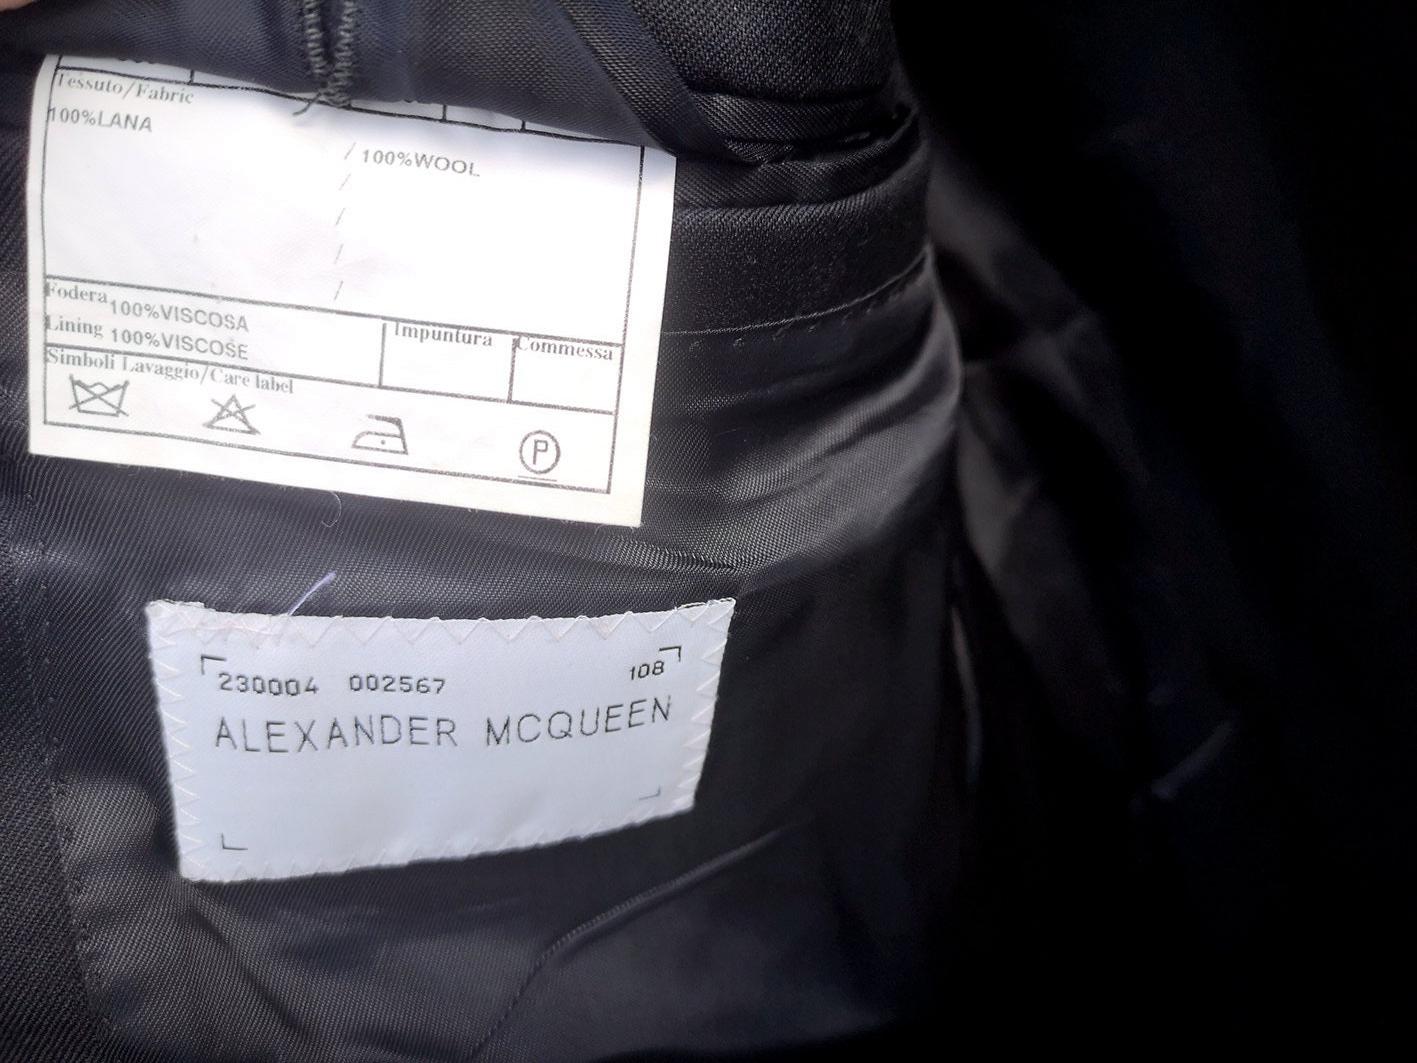 Tessuto/Fabric
100%LANA
/ 100%WOOL
/
/
/
/
Fodera 100%VISCOSA
Lining 100%VISCOSE
Impuntura
Commessa
Simboli Lavaggio/Care label
P
230004 002567 108
ALEXANDER MCQUEEN